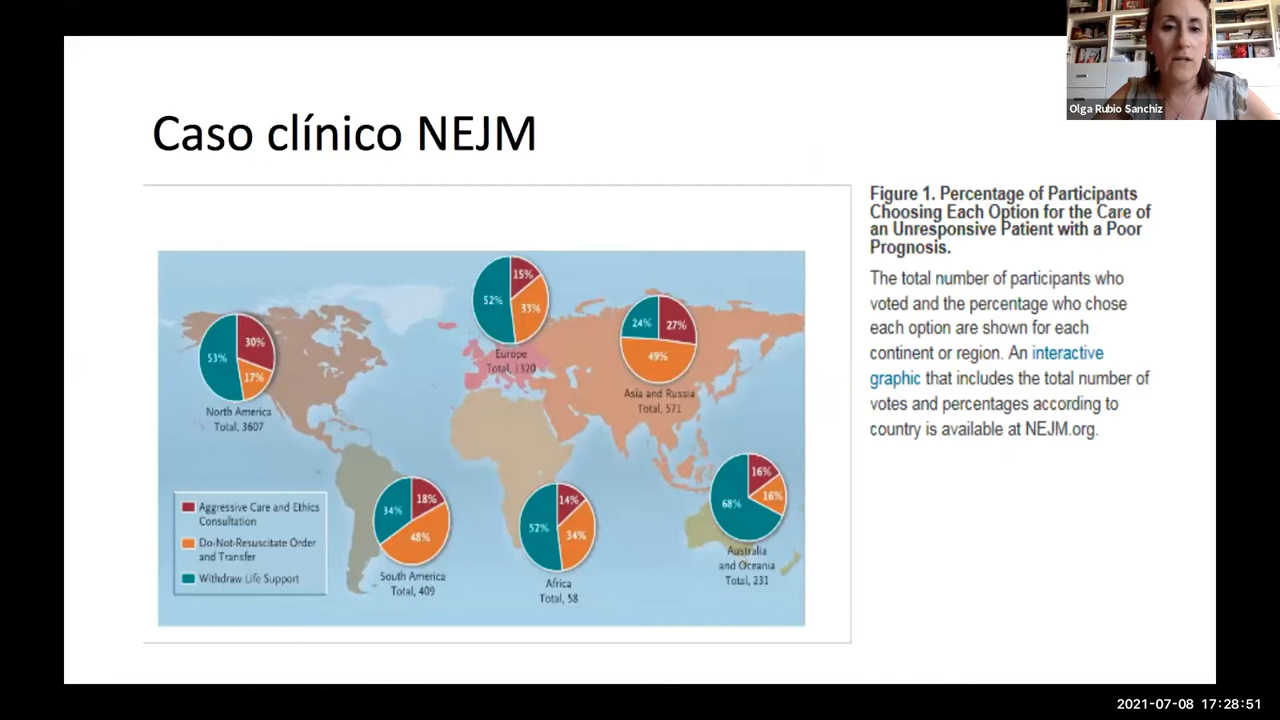 Olga Rubio Sanchiz
Caso clínico NEJM
Figure 1. Percentage of Participants
Choosing Each Option for the Care of
an Unresponsive Patient with a Poor
Prognosis.
The total number of participants who
voted and the percentage who chose
each option are shown for each
continent or region. An interactive
graphic that includes the total number of
votes and percentages according to
country is available at NEJM.org.
53%
30%
17%
North America
Total, 3607
52%
15%
33%
Europe
Total, 1320
24%
27%
49%
Asia and Russia
Total, 571
34%
18%
48%
South America
Total, 409
52%
14%
34%
Africa
Total, 58
68%
16%
16%
Australia
and Oceania
Total, 231
Aggressive Care and Ethics
Consultation
Do-Not-Resuscitate Order
and Transfer
Withdraw Life Support
2021-07-08 17:28:51